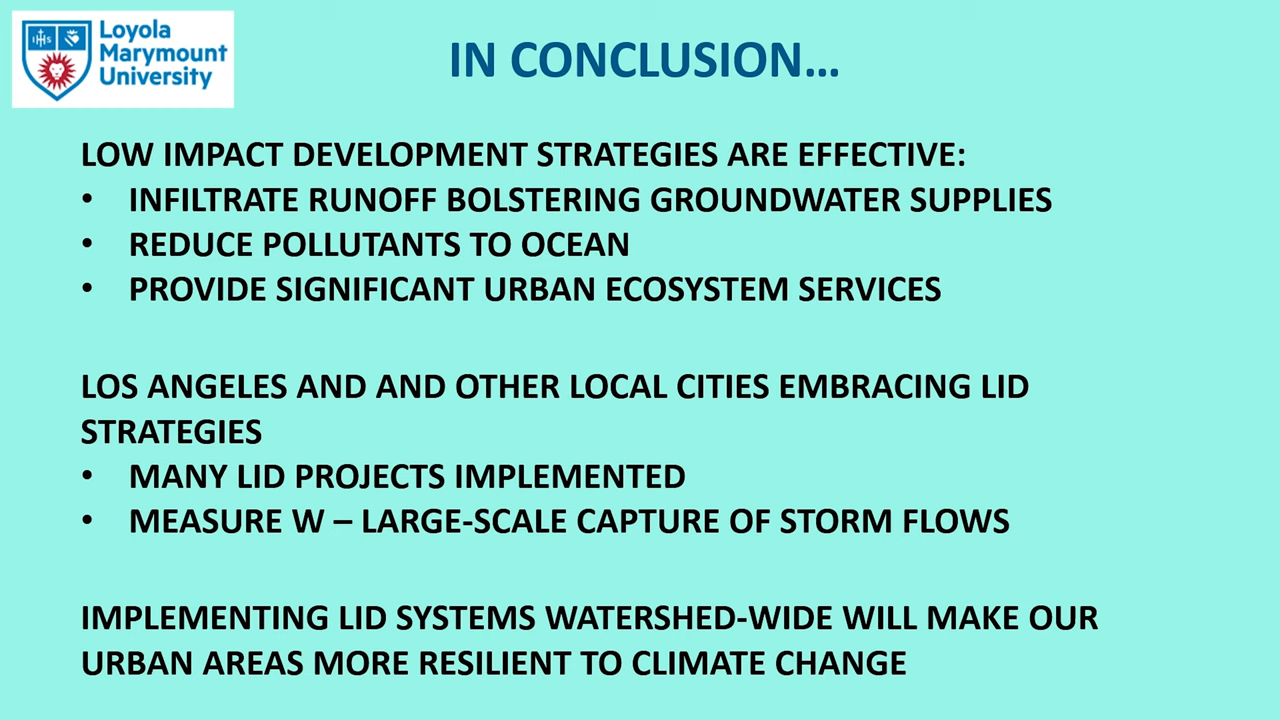 IHS
Loyola
Marymount
University
IN CONCLUSION...
LOW IMPACT DEVELOPMENT STRATEGIES ARE EFFECTIVE:
• INFILTRATE RUNOFF BOLSTERING GROUNDWATER SUPPLIES
• REDUCE POLLUTANTS TO OCEAN
• PROVIDE SIGNIFICANT URBAN ECOSYSTEM SERVICES
LOS ANGELES AND AND OTHER LOCAL CITIES EMBRACING LID
STRATEGIES
• MANY LID PROJECTS IMPLEMENTED
• MEASURE W – LARGE-SCALE CAPTURE OF STORM FLOWS
IMPLEMENTING LID SYSTEMS WATERSHED-WIDE WILL MAKE OUR
URBAN AREAS MORE RESILIENT TO CLIMATE CHANGE